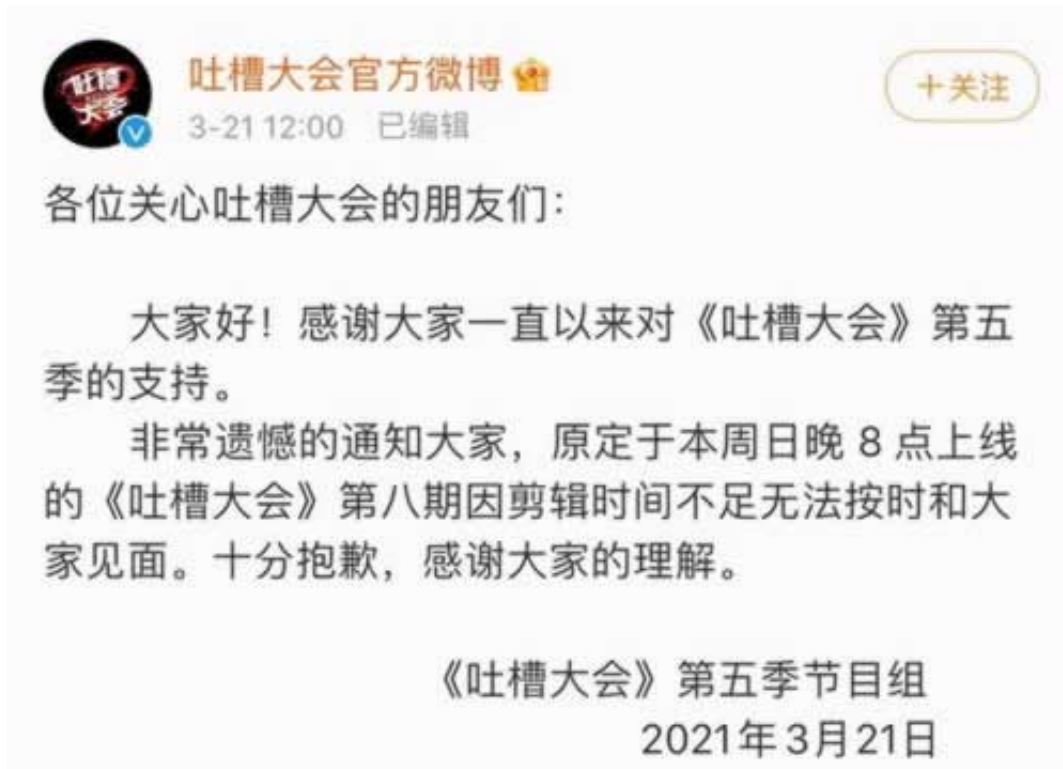 吐槽大会
吐槽大会官方微博
+关注
3-21 12:00 已编辑
各位关心吐槽大会的朋友们：
大家好！感谢大家一直以来对《吐槽大会》第五
季的支持。
非常遗憾的通知大家，原定于本周日晚 8 点上线
的《吐槽大会》第八期因剪辑时间不足无法按时和大
家见面。十分抱歉，感谢大家的理解。
《吐槽大会》第五季节目组
2021年3月21日